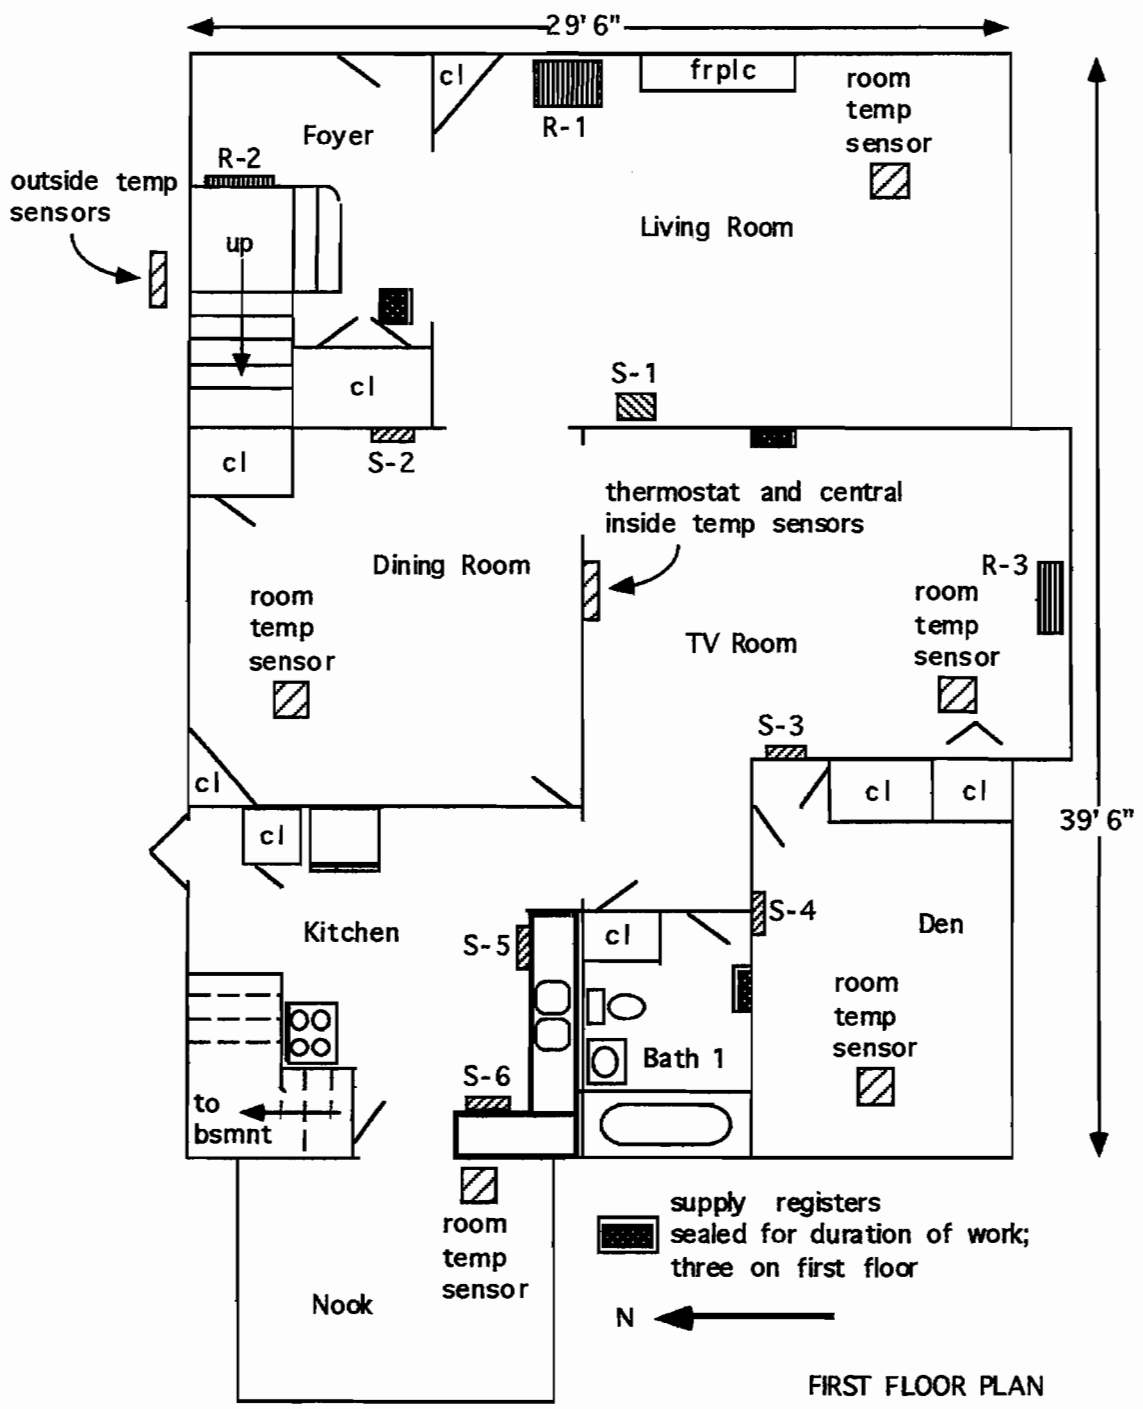 29' 6"
cl
frplc
R-1
room
temp
sensor
Foyer
R-2
outside temp
sensors
up
Living Room
cl
S-1
S-2
cl
thermostat and central
inside temp sensors
Dining Room
R-3
room
temp
sensor
room
temp
sensor
TV Room
S-3
cl
cl
cl
39' 6"
cl
Kitchen
S-5
cl
S-4
Den
room
temp
sensor
Bath 1
S-6
to
bsmnt
room
temp
sensor
Nook
supply registers
sealed for duration of work;
three on first floor
N
FIRST FLOOR PLAN